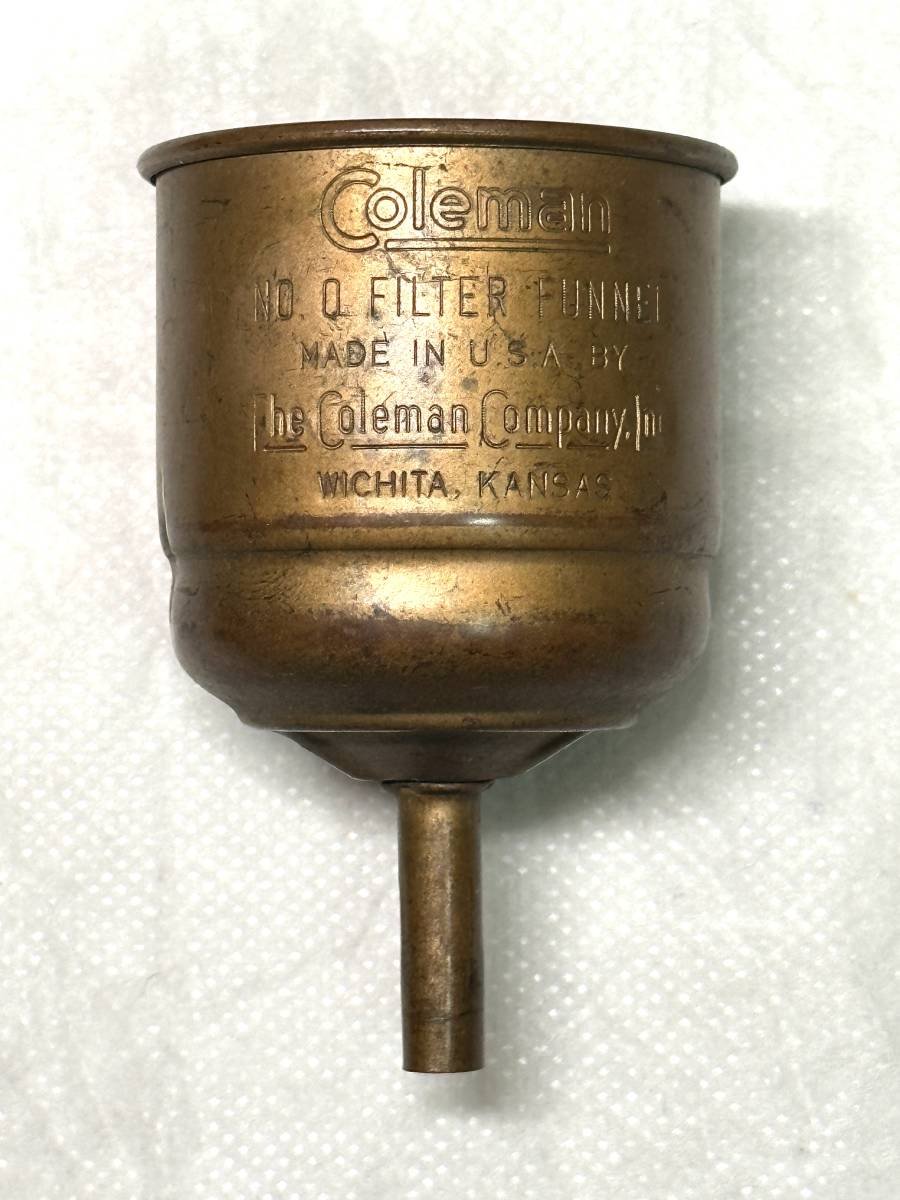 Coleman
NO. 0 FILTER FUNNEL
MADE IN U.S.A. BY
The Coleman Company, Inc
WICHITA, KANSAS